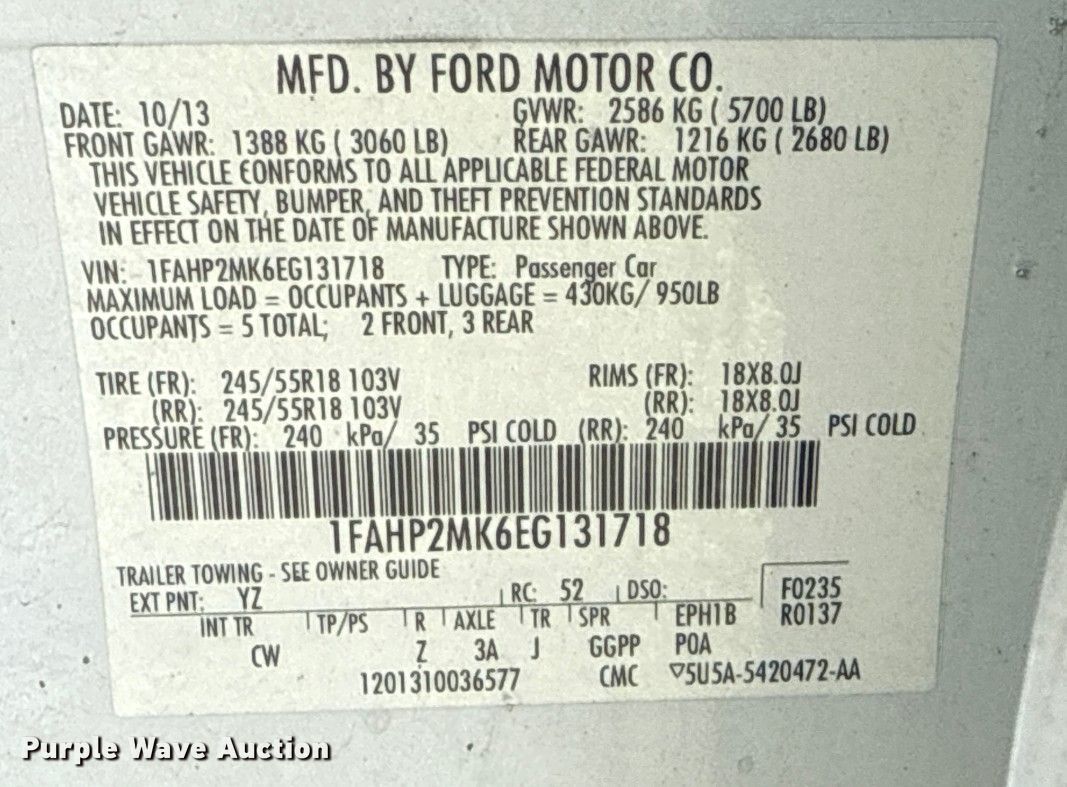 MFD. BY FORD MOTOR CO.
DATE: 10/13 GVWR: 2586 KG ( 5700 LB)
FRONT GAWR: 1388 KG ( 3060 LB) REAR GAWR: 1216 KG ( 2680 LB)
THIS VEHICLE CONFORMS TO ALL APPLICABLE FEDERAL MOTOR
VEHICLE SAFETY, BUMPER, AND THEFT PREVENTION STANDARDS
IN EFFECT ON THE DATE OF MANUFACTURE SHOWN ABOVE.
VIN: 1FAHP2MK6EG131718 TYPE: Passenger Car
MAXIMUM LOAD = OCCUPANTS + LUGGAGE = 430KG/ 950LB
OCCUPANTS = 5 TOTAL; 2 FRONT, 3 REAR
TIRE (FR): 245/55R18 103V RIMS (FR): 18X8.0J
(RR): 245/55R18 103V (RR): 18X8.0J
PRESSURE (FR): 240 kPa/ 35 PSI COLD (RR): 240 kPa/ 35 PSI COLD
1FAHP2MK6EG131718
TRAILER TOWING - SEE OWNER GUIDE
EXT PNT: YZ RC: 52 DSO: F0235
INT TR TP/PS R AXLE TR SPR EPH1B R0137
CW Z 3A J GGPP POA
1201310036577 CMC ▽5U5A-5420472-AA
Purple Wave Auction